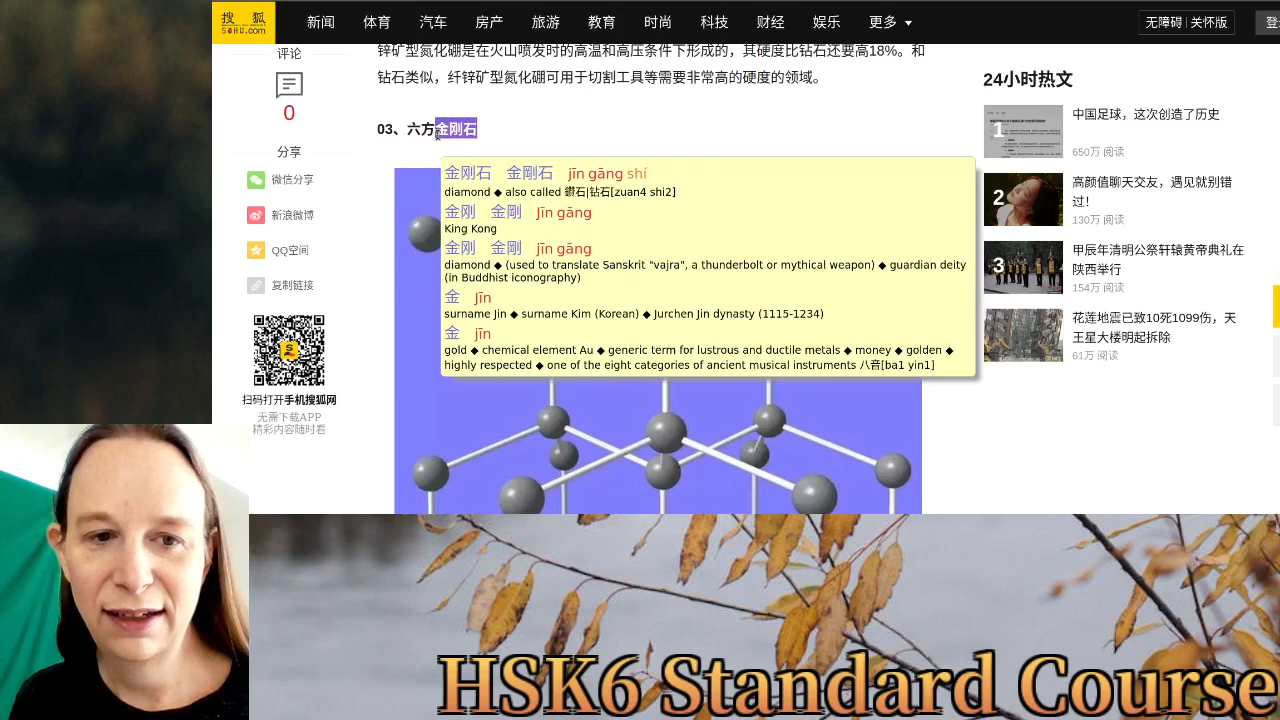 搜 狐
SOHU.com
新闻 体育 汽车 房产 旅游 教育 时尚 科技 财经 娱乐 更多
无障碍 | 关怀版
登
评论
0
分享
微信分享
新浪微博
QQ空间
复制链接
扫码打开手机搜狐网
无需下载APP
精彩内容随时看
锌矿型氮化硼是在火山喷发时的高温和高压条件下形成的，其硬度比钻石还要高18%。和
钻石类似，纤锌矿型氮化硼可用于切割工具等需要非常高的硬度的领域。
03、六方金刚石
金刚石 金剛石 jīn gāng shí
diamond ◆ also called 鑽石|钻石[zuan4 shi2]
金刚 金剛 Jīn gāng
King Kong
金刚 金剛 jīn gāng
diamond ◆ (used to translate Sanskrit "vajra", a thunderbolt or mythical weapon) ◆ guardian deity
(in Buddhist iconography)
金 Jīn
surname Jin ◆ surname Kim (Korean) ◆ Jurchen Jin dynasty (1115-1234)
金 jīn
gold ◆ chemical element Au ◆ generic term for lustrous and ductile metals ◆ money ◆ golden ◆
highly respected ◆ one of the eight categories of ancient musical instruments 八音[ba1 yin1]
24小时热文
1
中国足球，这次创造了历史
650万 阅读
2
高颜值聊天交友，遇见就别错
过！
130万 阅读
3
甲辰年清明公祭轩辕黄帝典礼在
陕西举行
154万 阅读
花莲地震已致10死1099伤，天
王星大楼明起拆除
61万 阅读
HSK6 Standard Course